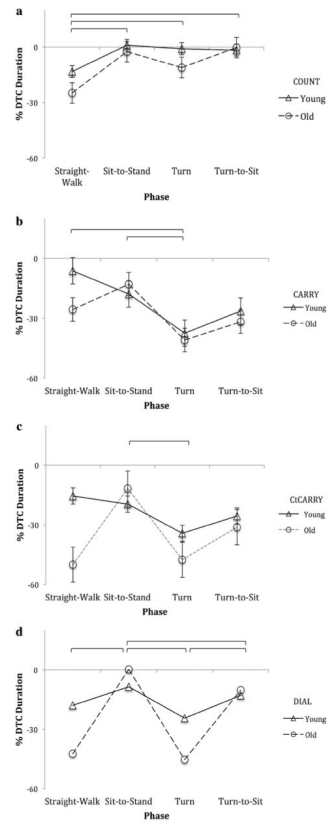 a
0
-30
-60
% DTC Duration
Straight-Walk Sit-to-Stand Turn Turn-to-Sit
Phase
COUNT
Young
Old
b
0
-30
-60
% DTC Duration
Straight-Walk Sit-to-Stand Turn Turn-to-Sit
Phase
CARRY
Young
Old
c
0
-30
-60
% DTC Duration
Straight-Walk Sit-to-Stand Turn Turn-to-Sit
Phase
CtCARRY
Young
Old
d
0
-30
-60
% DTC Duration
Straight-Walk Sit-to-Stand Turn Turn-to-Sit
Phase
DIAL
Young
Old